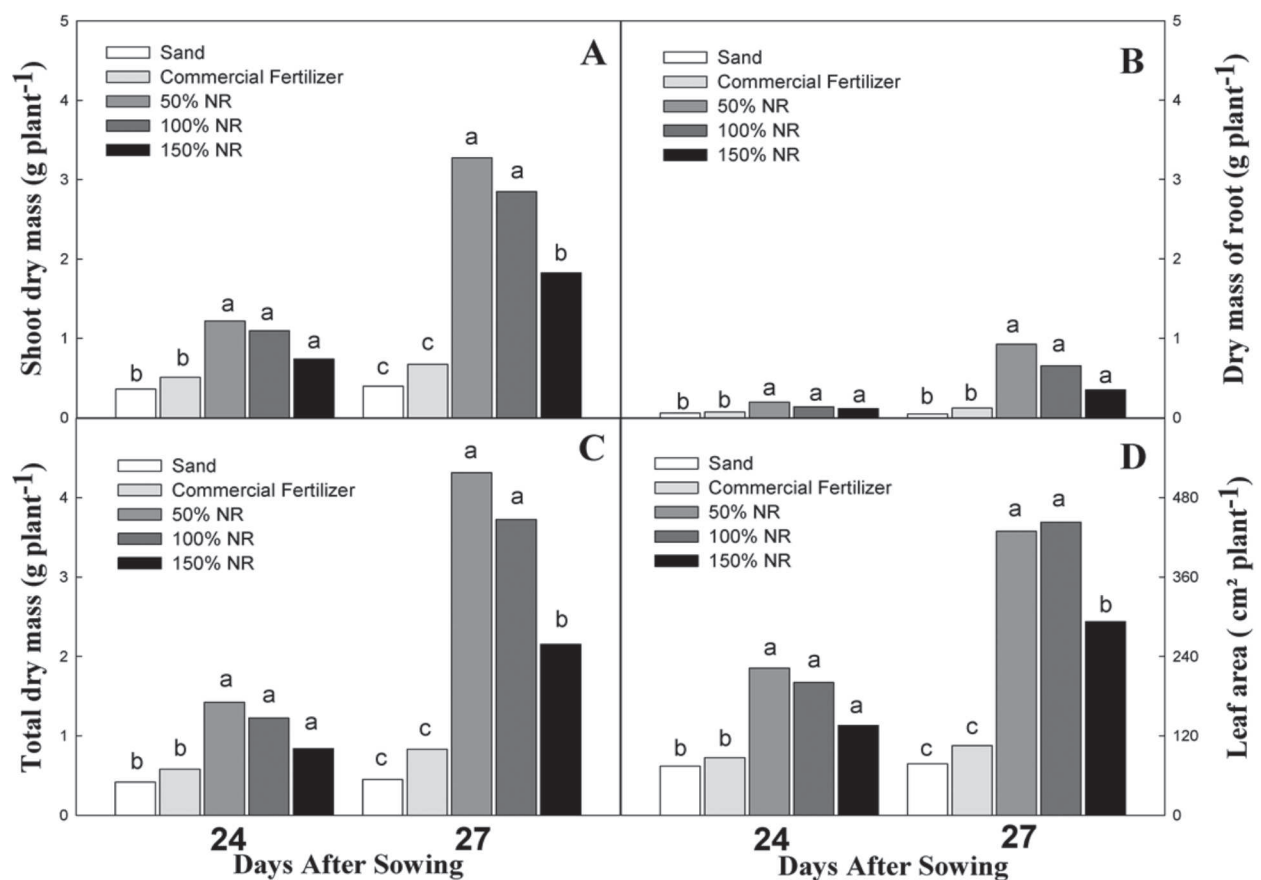 Shoot dry mass (g plant-1)
5
4
3
2
1
0
A
Sand
Commercial Fertilizer
50% NR
100% NR
150% NR
b
b
a
a
a
c
c
a
a
b
B
Sand
Commercial Fertilizer
50% NR
100% NR
150% NR
b
b
a
a
a
b
b
a
a
a
5
4
3
2
1
0
Dry mass of root (g plant-1)
Total dry mass (g plant-1)
4
3
2
1
0
C
Sand
Commercial Fertilizer
50% NR
100% NR
150% NR
b
b
a
a
a
c
c
a
a
b
24
27
Days After Sowing
D
Sand
Commercial Fertilizer
50% NR
100% NR
150% NR
b
b
a
a
a
c
c
a
a
b
480
360
240
120
0
Leaf area ( cm² plant-1)
24
27
Days After Sowing